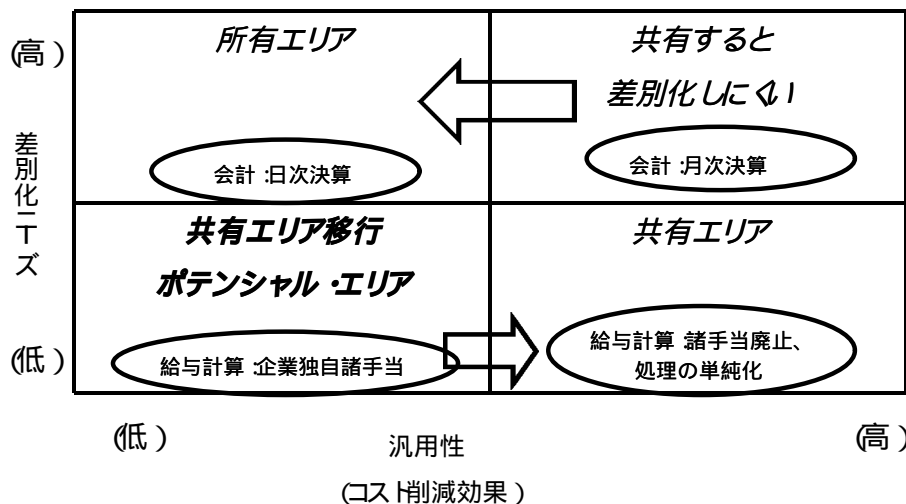 (高)
所有エリア
共有すると
差別化しにくい
会計:日次決算
会計:月次決算
差別化ニーズ
共有エリア移行
ポテンシャル・エリア
共有エリア
給与計算:企業独自諸手当
給与計算:諸手当廃止、
処理の単純化
(低)
(低)
汎用性
(高)
(コスト削減効果)